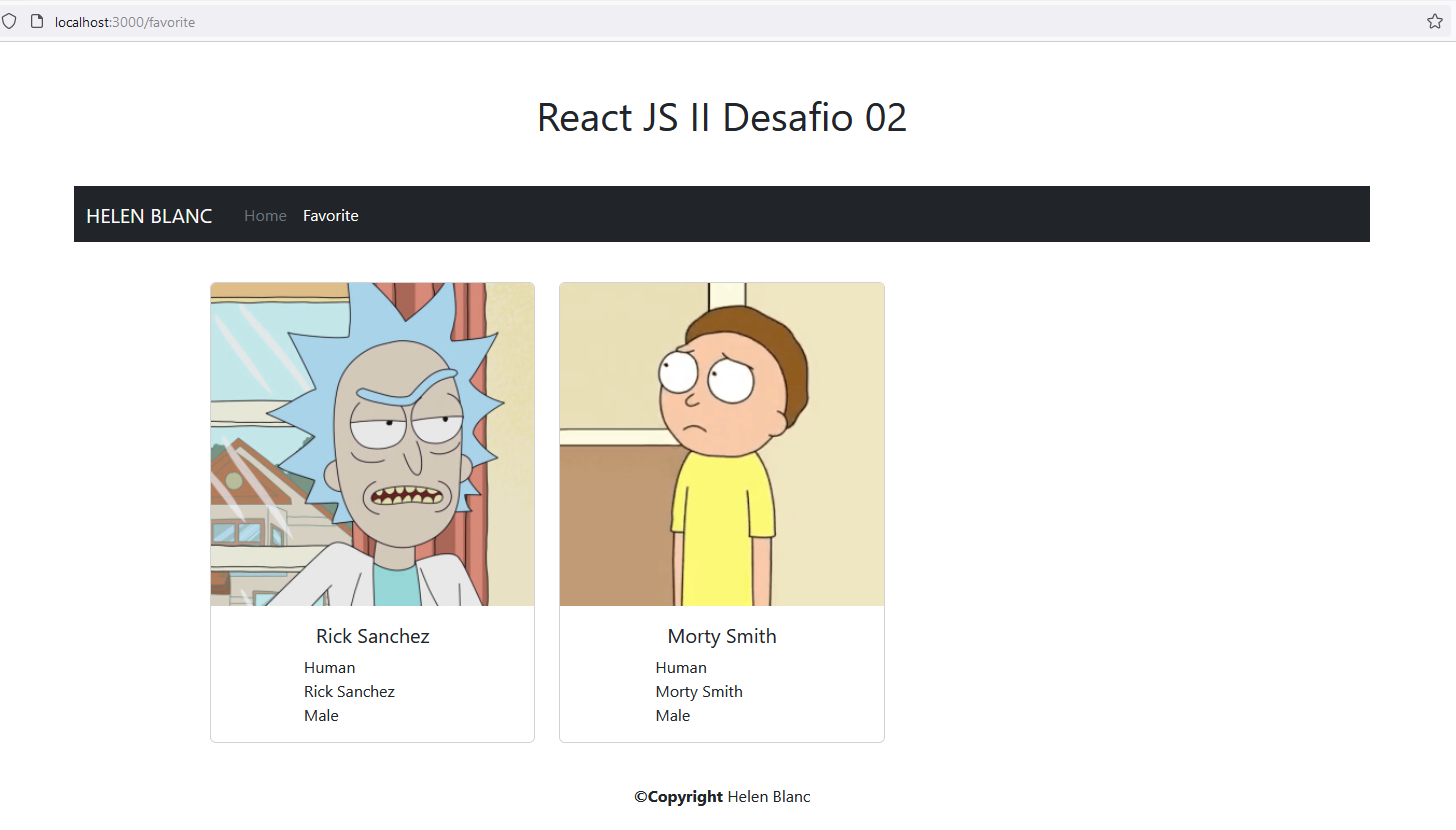 localhost:3000/favorite
React JS II Desafio 02
HELEN BLANC Home Favorite
Rick Sanchez
Human
Rick Sanchez
Male
Morty Smith
Human
Morty Smith
Male
©Copyright Helen Blanc